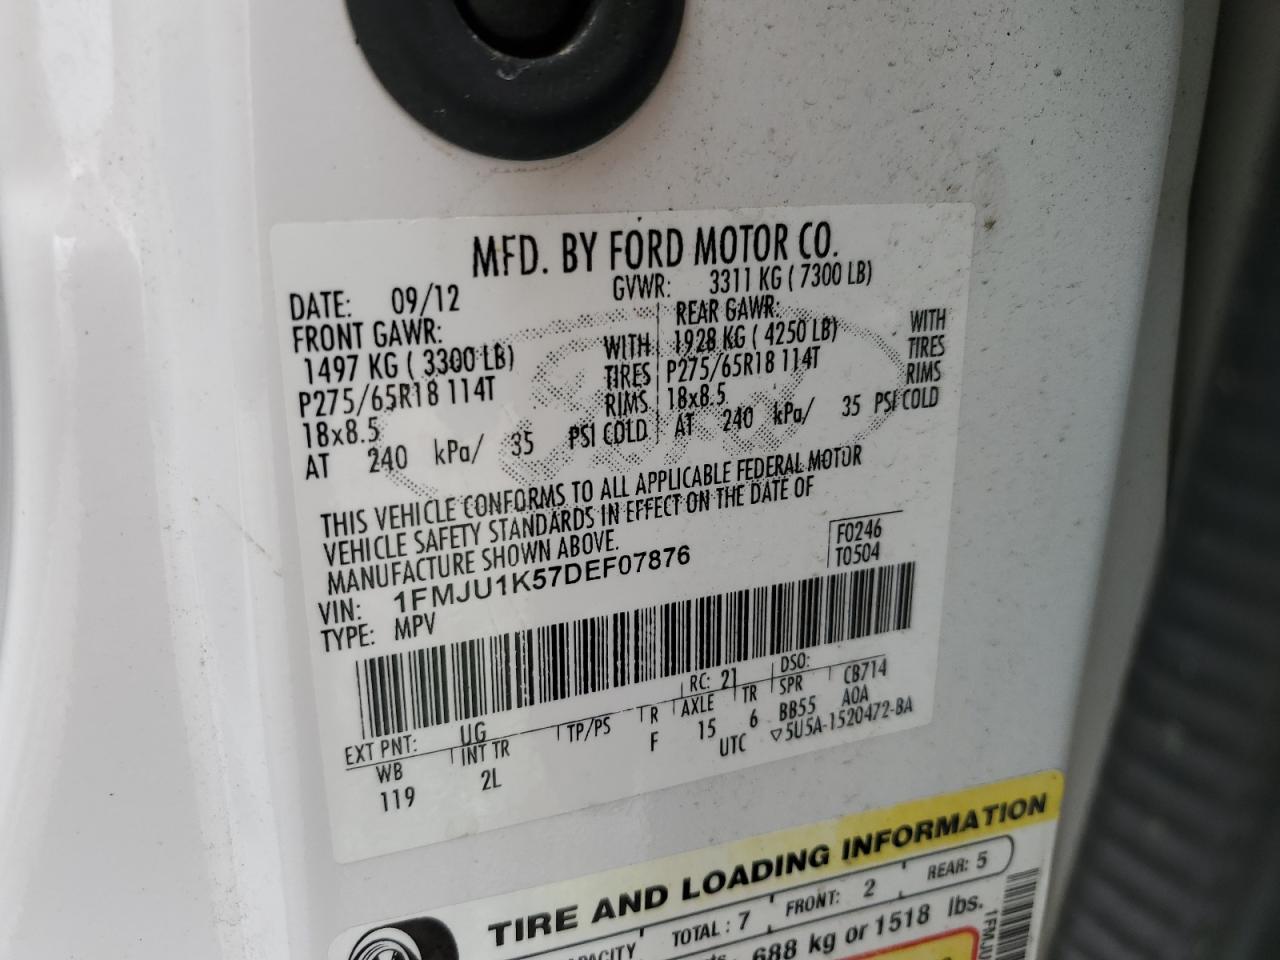 MFD. BY FORD MOTOR CO.
DATE: 09/12 GVWR: 3311 KG ( 7300 LB)
FRONT GAWR: REAR GAWR:
1497 KG ( 3300 LB) WITH 1928 KG ( 4250 LB) WITH
P275/65R18 114T TIRES P275/65R18 114T TIRES
18x8.5 RIMS 18x8.5 RIMS
AT 240 kPa/ 35 PSI COLD AT 240 kPa/ 35 PSI COLD
THIS VEHICLE CONFORMS TO ALL APPLICABLE FEDERAL MOTOR
VEHICLE SAFETY STANDARDS IN EFFECT ON THE DATE OF
MANUFACTURE SHOWN ABOVE.
VIN: 1FMJU1K57DEF07876 F0246
TYPE: MPV T0504
EXT PNT: UG RC: 21 DSO: CB714
WB INT TR TP/PS R AXLE TR SPR A0A
119 2L F 15 6 BB55
UTC ▽5U5A-1520472-BA
TIRE AND LOADING INFORMATION
TOTAL : 7 FRONT: 2 REAR: 5
688 kg or 1518 lbs.
1FMJU